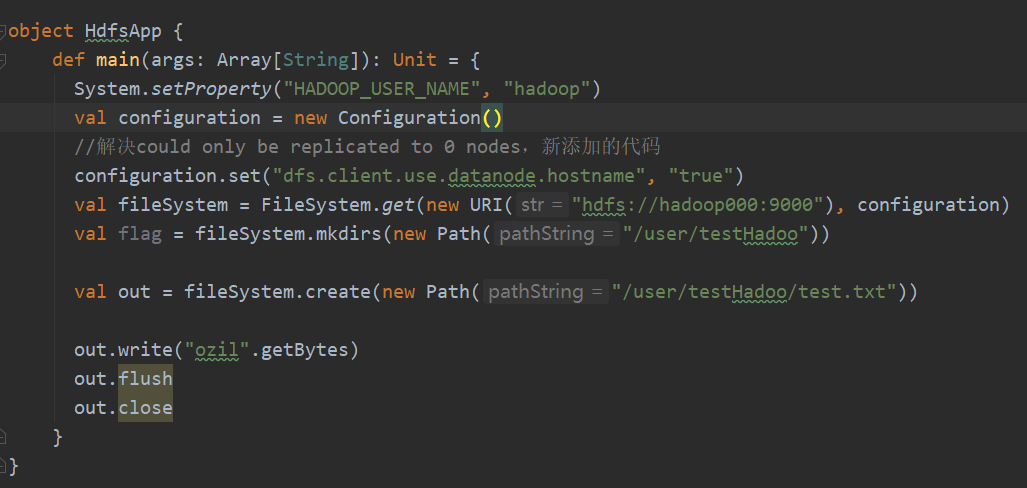 object HdfsApp {
def main(args: Array[String]): Unit = {
System.setProperty("HADOOP_USER_NAME", "hadoop")
val configuration = new Configuration()
//解决could only be replicated to 0 nodes，新添加的代码
configuration.set("dfs.client.use.datanode.hostname", "true")
val fileSystem = FileSystem.get(new URI( str = "hdfs://hadoop000:9000"), configuration)
val flag = fileSystem.mkdirs(new Path( pathString = "/user/testHadoo"))
val out = fileSystem.create(new Path( pathString = "/user/testHadoo/test.txt"))
out.write("ozil".getBytes)
out.flush
out.close
}
}